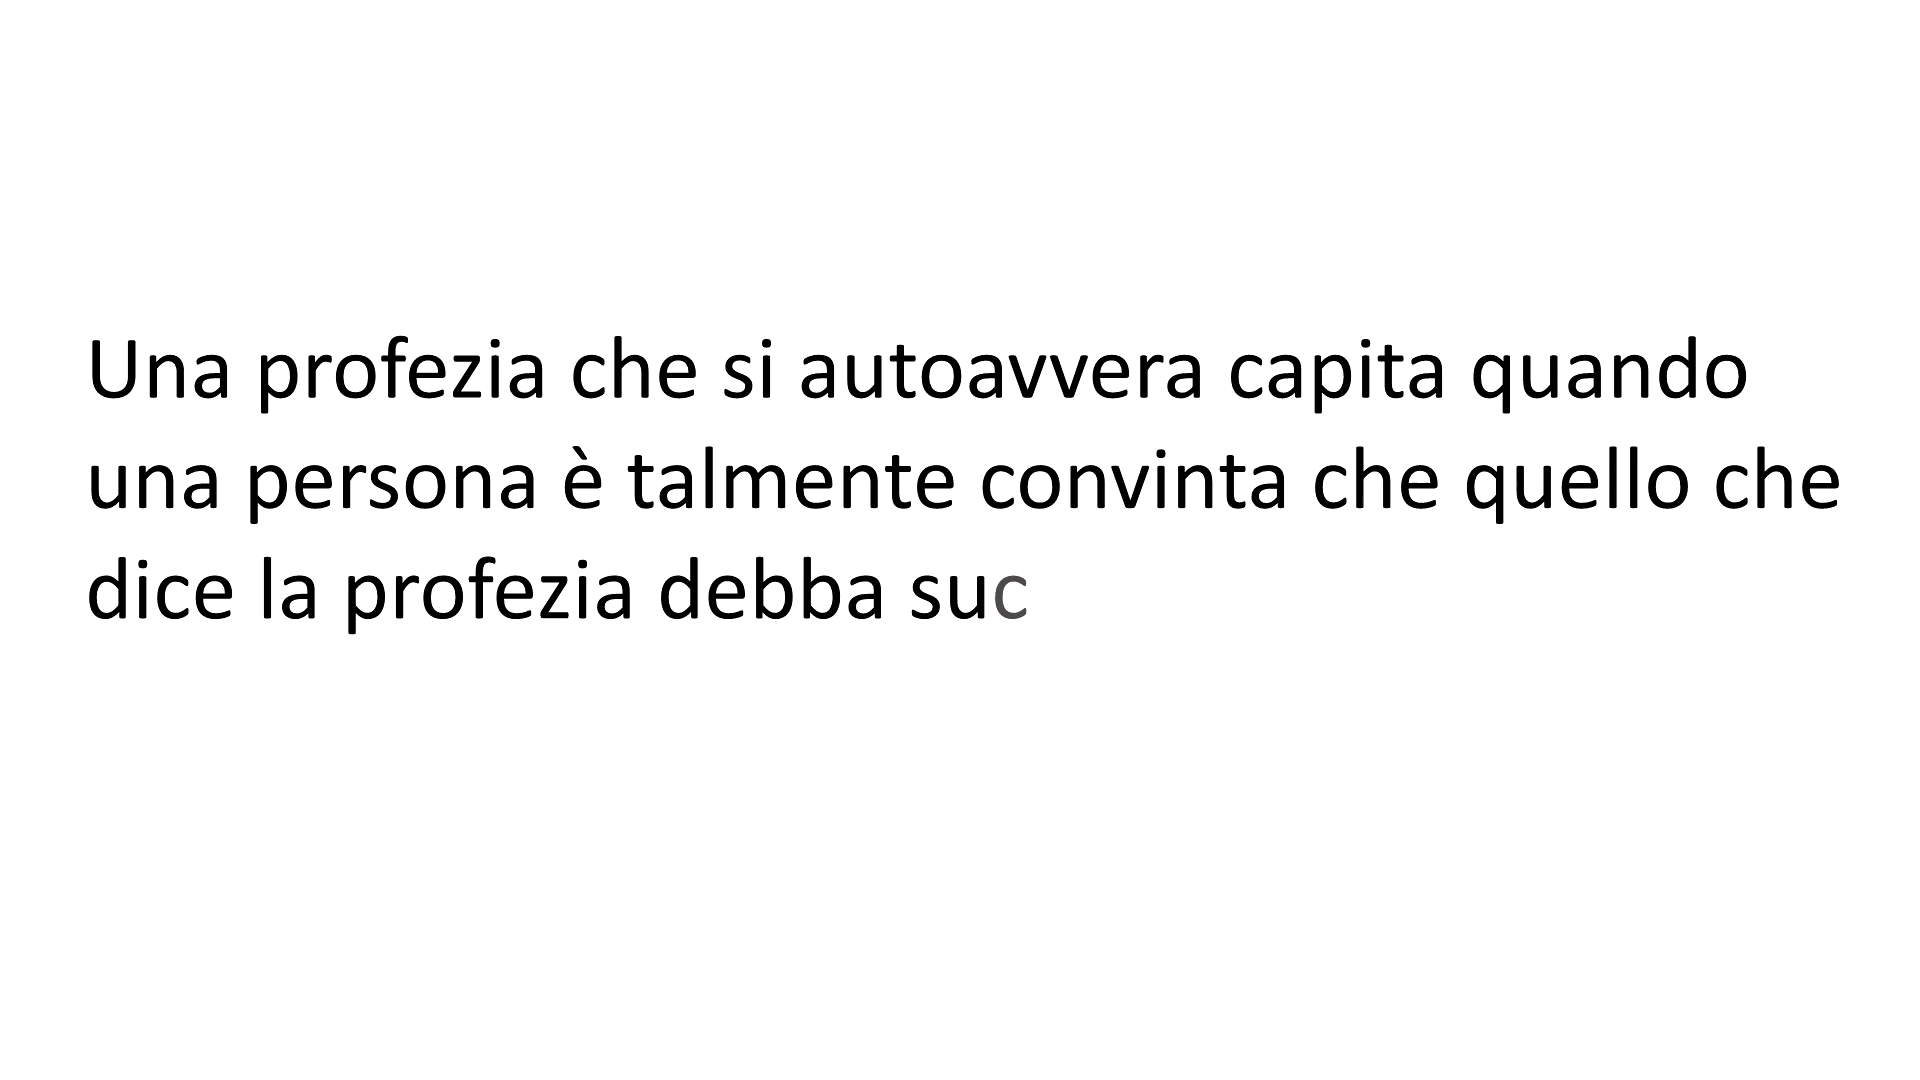 Una profezia che si autoavvera capita quando
una persona è talmente convinta che quello che
dice la profezia debba suc